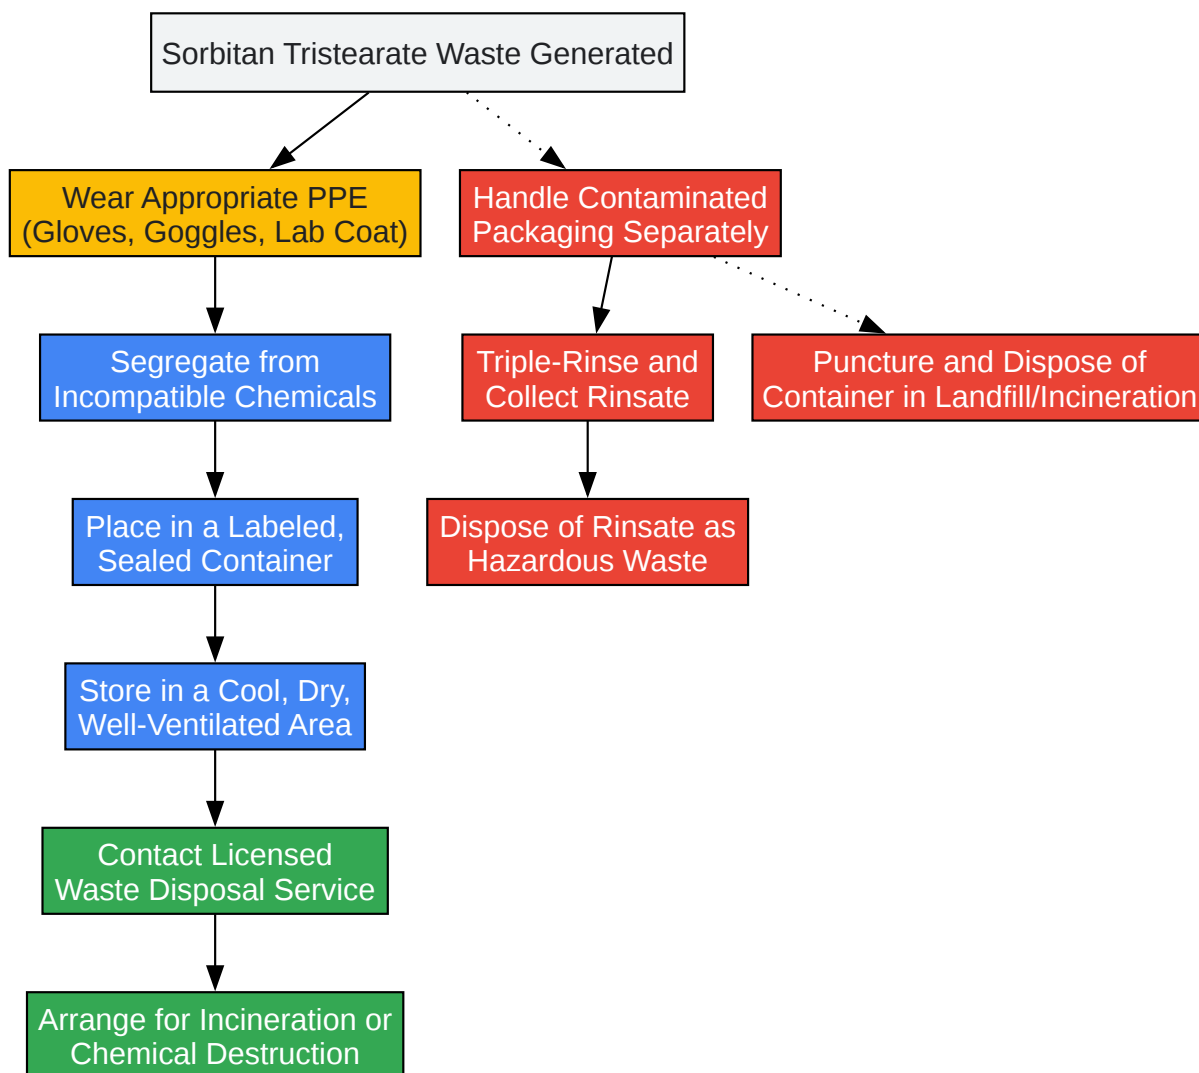 Sorbitan Tristearate Waste Generated
Wear Appropriate PPE
(Gloves, Goggles, Lab Coat)
Handle Contaminated
Packaging Separately
Segregate from
Incompatible Chemicals
Triple-Rinse and
Collect Rinsate
Puncture and Dispose of
Container in Landfill/Incineration
Place in a Labeled,
Sealed Container
Dispose of Rinsate as
Hazardous Waste
Store in a Cool, Dry,
Well-Ventilated Area
Contact Licensed
Waste Disposal Service
Arrange for Incineration or
Chemical Destruction